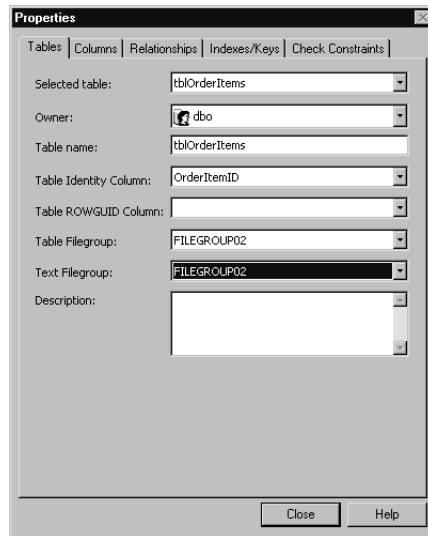 Properties
Tables Columns Relationships Indexes/Keys Check Constraints
Selected table: tblOrderItems
Owner: dbo
Table name: tblOrderItems
Table Identity Column: OrderItemID
Table ROWGUID Column:
Table Filegroup: FILEGROUP02
Text Filegroup: FILEGROUP02
Description:
Close Help